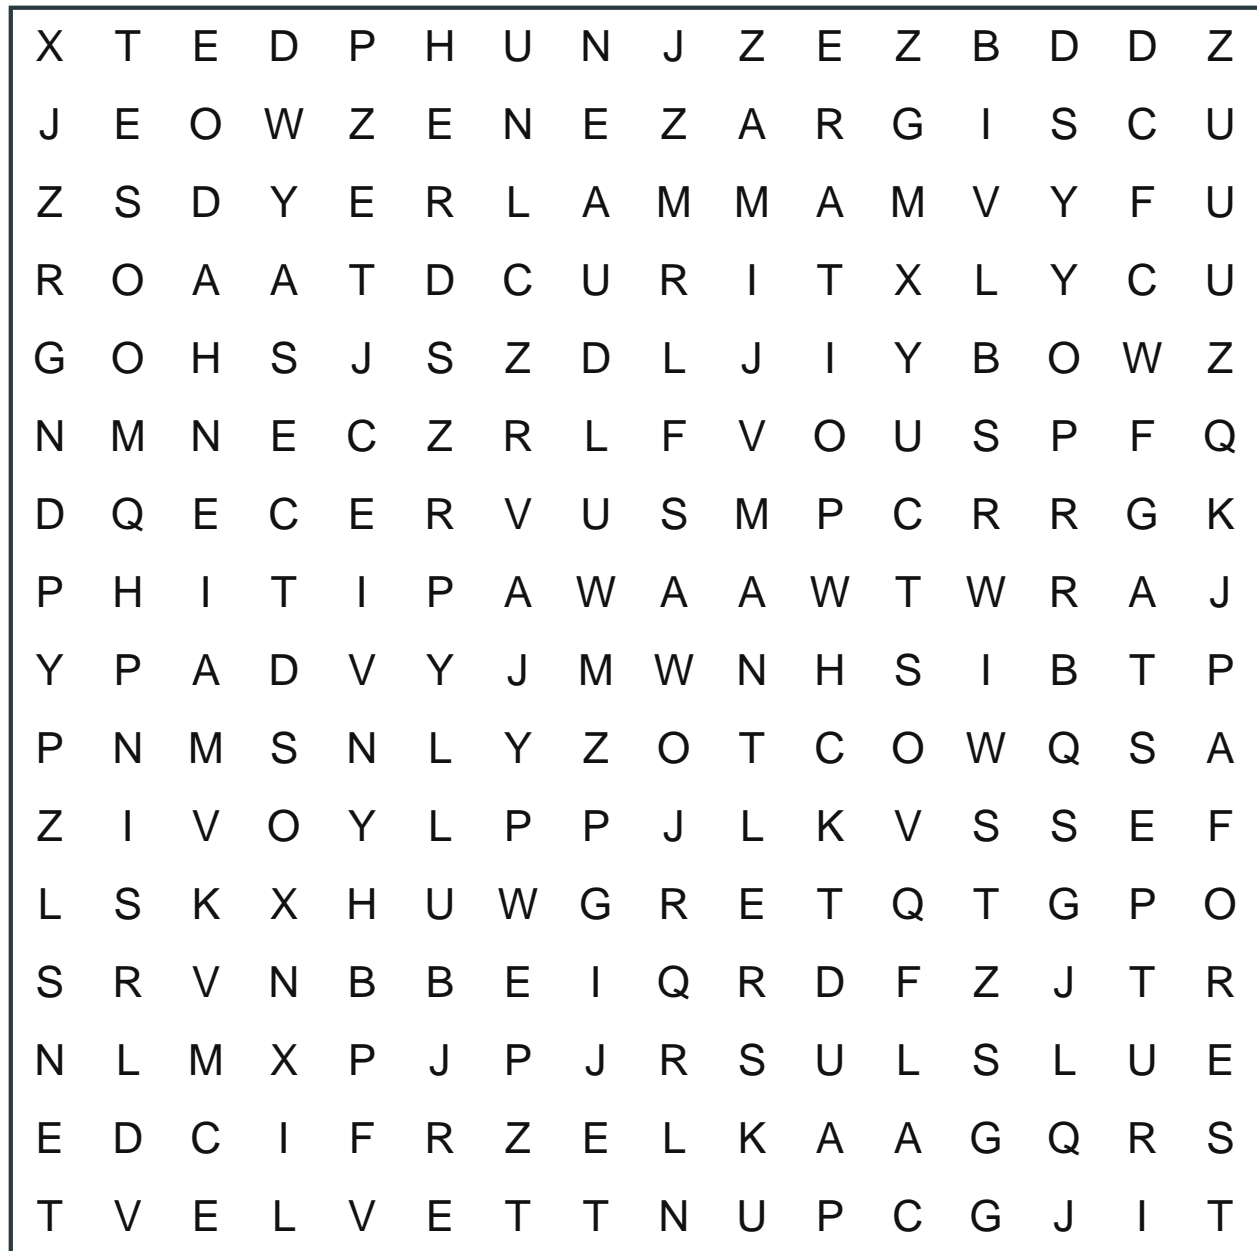 X T E D P H U N J Z E Z B D D Z
J E O W Z E N E Z A R G I S C U
Z S D Y E R L A M M A M V Y F U
R O A A T D C U R I T X L Y C U
G O H S J S Z D L J I Y B O W Z
N M N E C Z R L F V O U S P F Q
D Q E C E R V U S M P C R R G K
P H I T I P A W A A W T W R A J
Y P A D V Y J M W N H S I B T P
P N M S N L Y Z O T C O W Q S A
Z I V O Y L P P J L K V S S E F
L S K X H U W G R E T Q T G P O
S R V N B B E I Q R D F Z J T R
N L M X P J P J R S U L S L U E
E D C I F R Z E L K A A G Q R S
T V E L V E T T N U P C G J I T